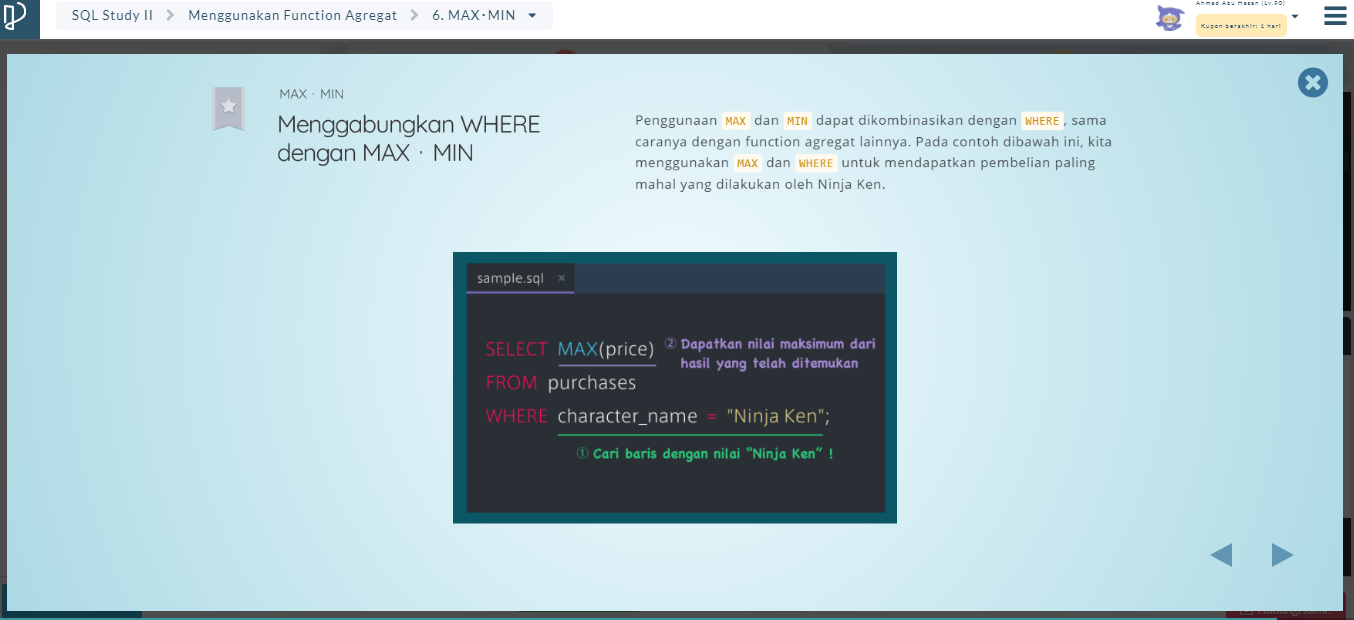 SQL Study II
Menggunakan Function Agregat
6. MAX·MIN
Ahmad Abu Hasan (Lv.90)
Kupon berakhir: 1 hari
MAX · MIN
Menggabungkan WHERE
dengan MAX · MIN
Penggunaan MAX dan MIN dapat dikombinasikan dengan WHERE, sama
caranya dengan function agregat lainnya. Pada contoh dibawah ini, kita
menggunakan MAX dan WHERE untuk mendapatkan pembelian paling
mahal yang dilakukan oleh Ninja Ken.
sample.sql ×
SELECT MAX(price)
② Dapatkan nilai maksimum dari
hasil yang telah ditemukan
FROM purchases
WHERE character_name = "Ninja Ken";
① Cari baris dengan nilai “Ninja Ken” !